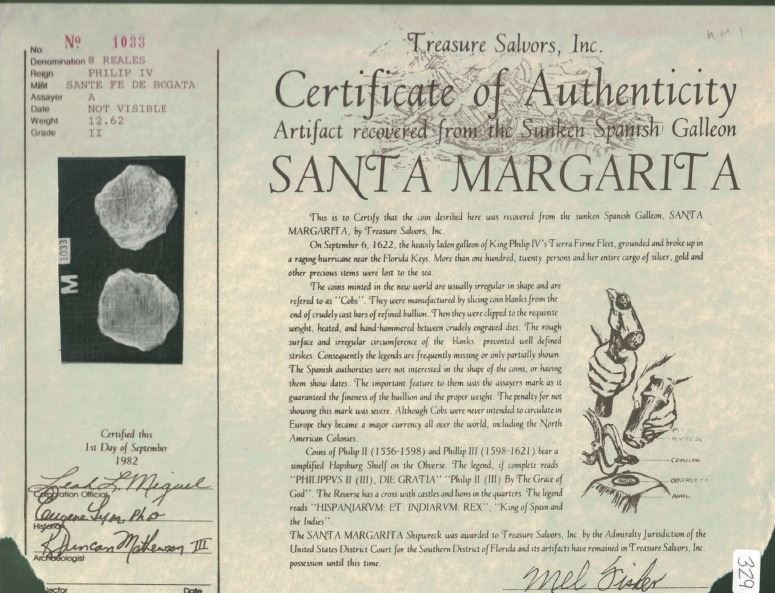 No. Nº 1033
Denomination 8 REALES
Reign PHILIP IV
Mint SANTE FE DE BOGATA
Assayer A
Date NOT VISIBLE
Weight 12.62
Grade II
M 1033
Certified this
1st Day of September
1982
Leah L. Miguel
Corporation Official
Eugene Lyon PhD
Historian
R Duncan Mathewson III
Archaeologist
Date
Treasure Salvors, Inc.
Certificate of Authenticity
Artifact recovered from the Sunken Spanish Galleon
SANTA MARGARITA
This is to Certify that the coin desribed here was recovered from the sunken Spanish Galleon, SANTA
MARGARITA, by Treasure Salvors, Inc.
On September 6, 1622, the heavily laden galleon of King Philip IV's Tierra Firme Fleet, grounded and broke up in
a raging hurricane near the Florida Keys. More than one hundred, twenty persons and her entire cargo of silver, gold and
other precious items were lost to the sea.
The coins minted in the new world are usually irregular in shape and are
refered to as "Cobs". They were manufactured by slicing coin blanks from the
end of crudely cast bars of refined bullion. Then they were clipped to the requisite
weight, heated, and hand-hammered between crudely engraved dies. The rough
surface and irregular circumference of the blanks prevented well defined
strikes. Consequently the legends are frequently missing or only partially shown.
The Spanish authorities were not interested in the shape of the coins, or having
them show dates. The important feature to them was the assayers mark as it
guaranteed the fineness of the buillion and the proper weight. The penalty for not
showing this mark was severe. Although Cobs were never intended to circulate in
Europe they became a major currency all over the world, including the North
American Colonies.
Coins of Philip II (1556-1598) and Phillip III (1598-1621) bear a
simplified Hapsburg Shielf on the Obverse. The legend, if complete reads
"PHILIPPVS II (III), DIE GRATIA" "Philip II (III) By The Grace of
God" The Reverse has a cross with castles and lions in the quarters. The legend
reads "HISPANIARVM: ET: INDIARVM: REX", "King of Spain and
the Indies".
The SANTA MARGARITA Shipwreck was awarded to Treasure Salvors, Inc. by the Admiralty Jurisdiction of the
United States District Court for the Southern District of Florida and its artifacts have remained in Treasure Salvors, Inc.
possession until this time.
Mel Fisher
329